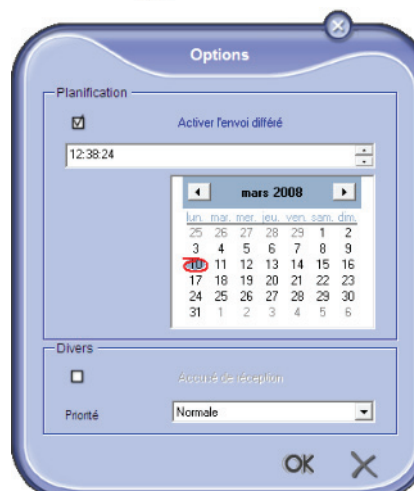 Options
Planification
Activer l'envoi différé
12:38:24
mars 2008
lun. mar. mer. jeu. ven. sam. dim.
25 26 27 28 29 1 2
3 4 5 6 7 8 9
10 11 12 13 14 15 16
17 18 19 20 21 22 23
24 25 26 27 28 29 30
31 1 2 3 4 5 6
Divers
Accusé de réception
Priorité Normale
OK